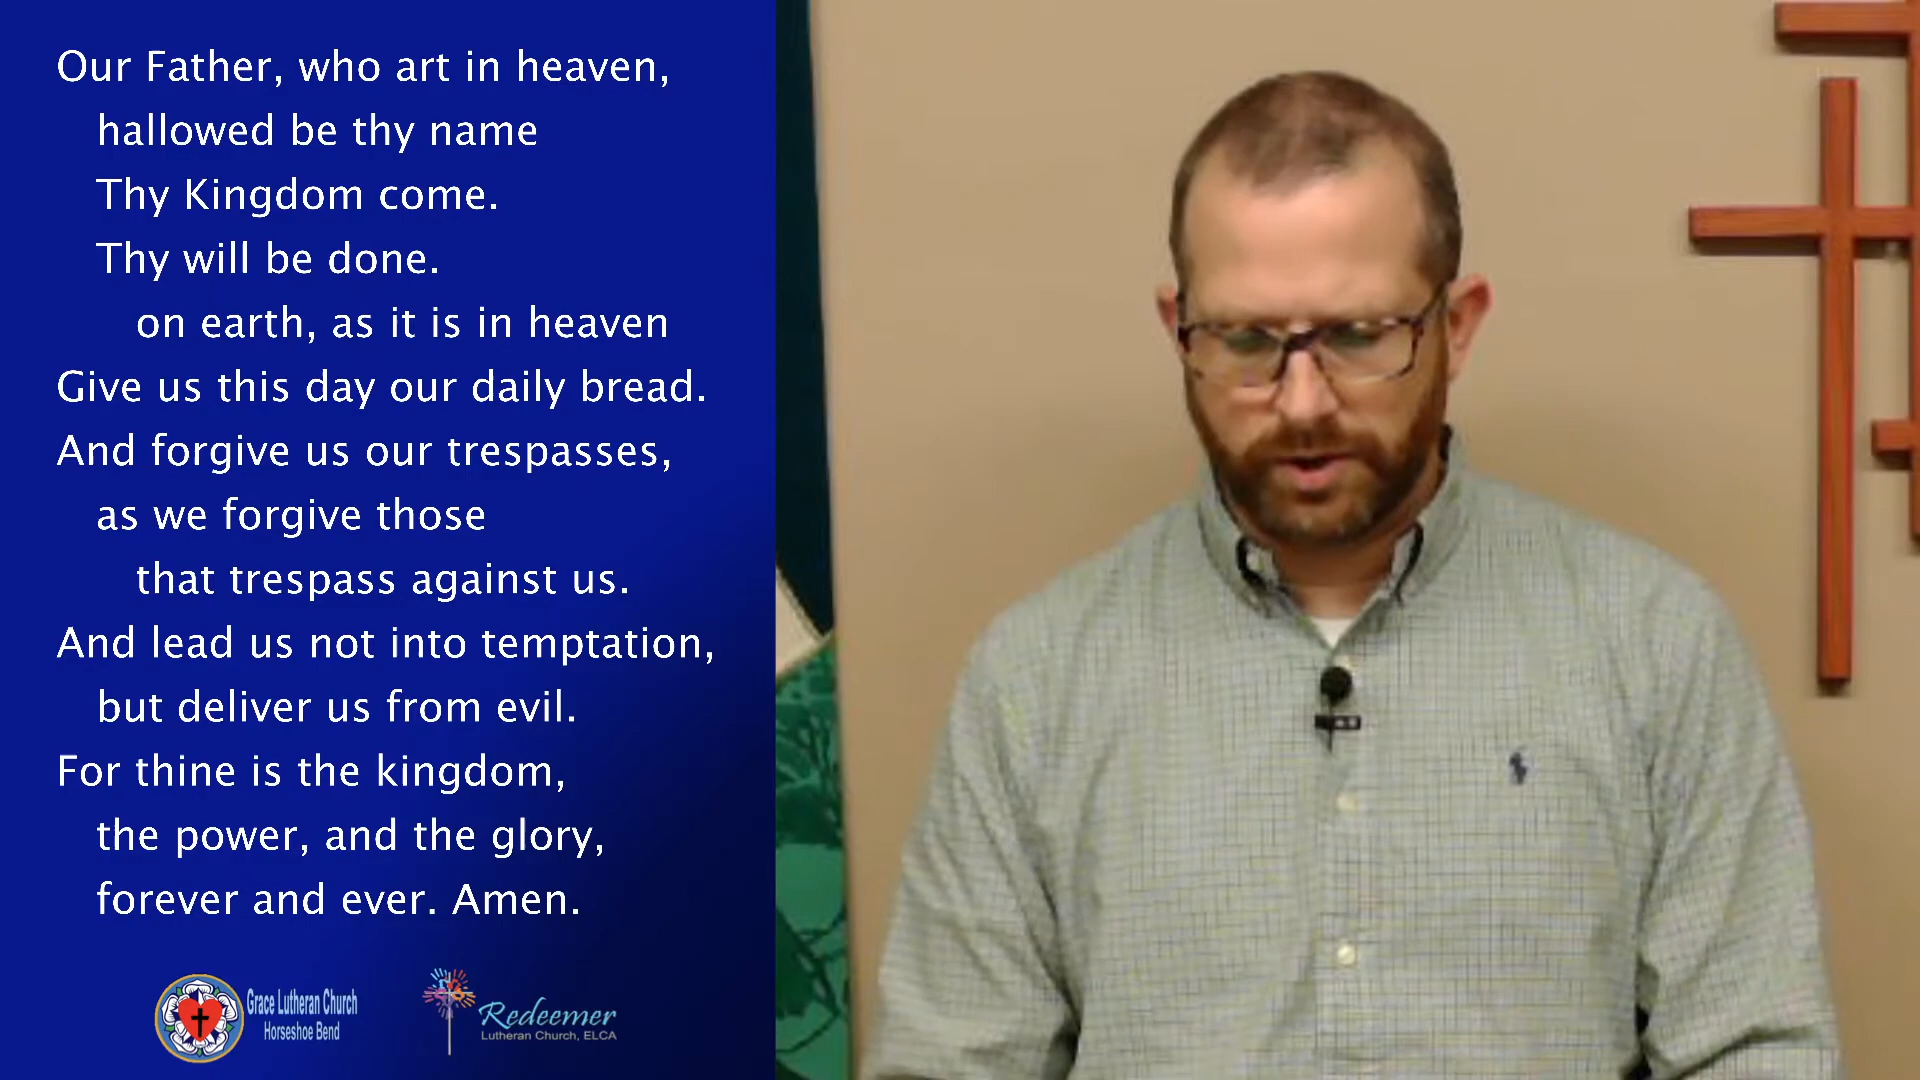 Our Father, who art in heaven,
hallowed be thy name
Thy Kingdom come.
Thy will be done.
on earth, as it is in heaven
Give us this day our daily bread.
And forgive us our trespasses,
as we forgive those
that trespass against us.
And lead us not into temptation,
but deliver us from evil.
For thine is the kingdom,
the power, and the glory,
forever and ever. Amen.
Grace Lutheran Church
Horseshoe Bend
Redeemer
Lutheran Church, ELCA